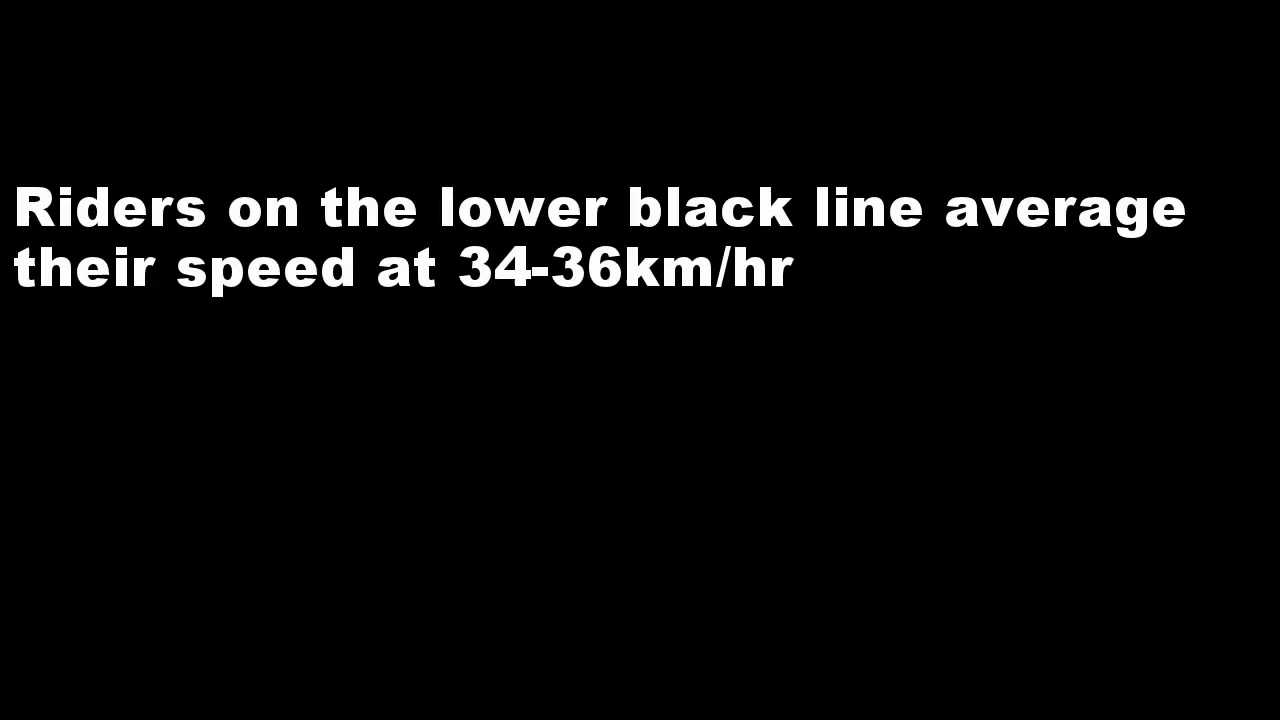 Riders on the lower black line average
their speed at 34-36km/hr